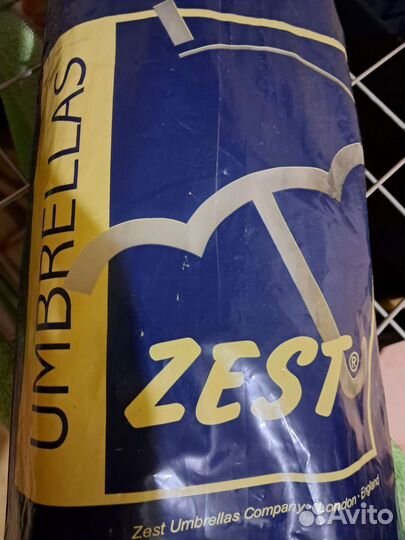 UMBRELLAS
ZEST®
Zest Umbrellas Company · London · England
Avito